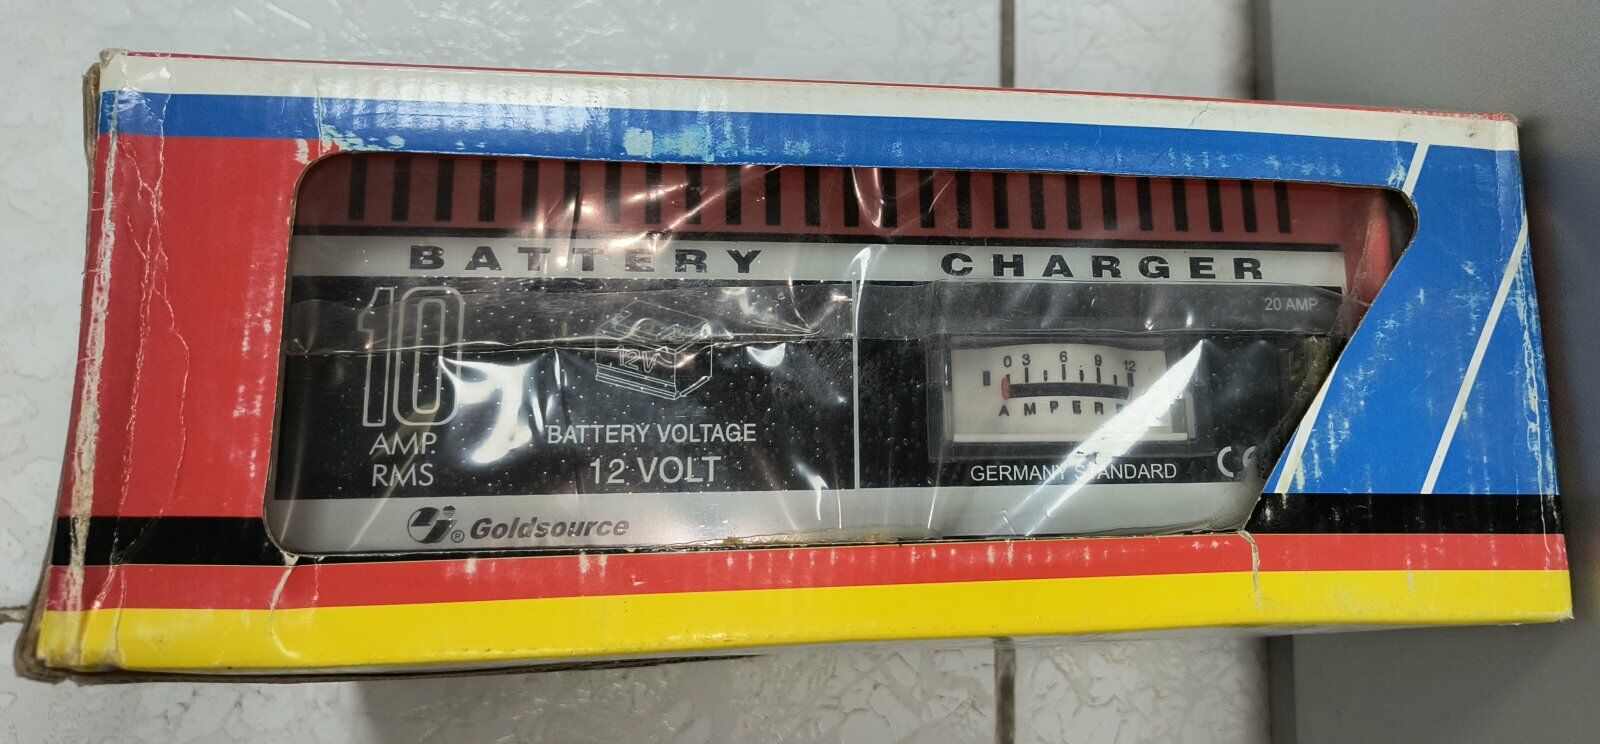 BATTERY CHARGER
10
AMP.
RMS
12V
BATTERY VOLTAGE
12 VOLT
20 AMP
0 3 6 9 12
AMPERE
GERMANY STANDARD
CE
® Goldsource